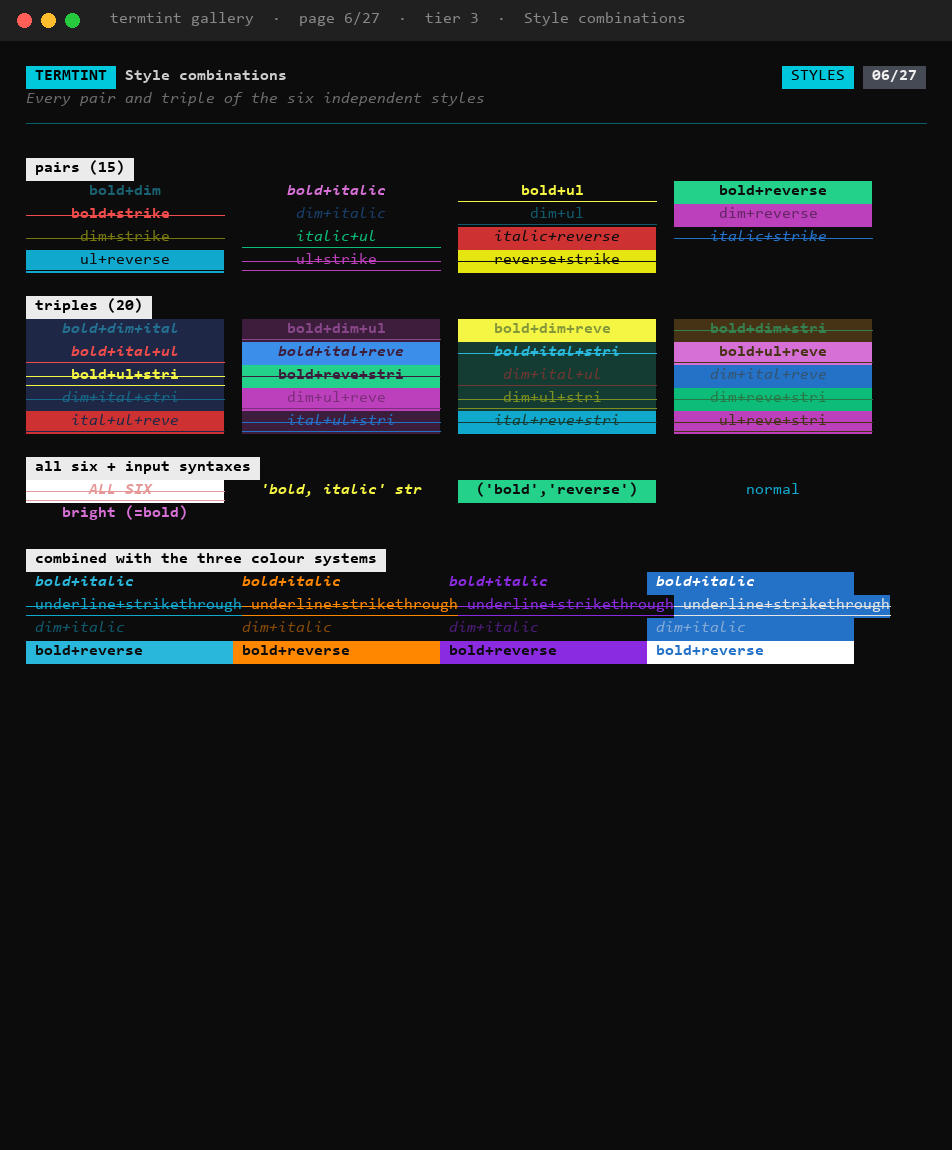 termtint gallery · page 6/27 · tier 3 · Style combinations
TERMTINT Style combinations STYLES 06/27
Every pair and triple of the six independent styles
pairs (15)
bold+dim bold+italic bold+ul bold+reverse
bold+strike dim+italic dim+ul dim+reverse
dim+strike italic+ul italic+reverse italic+strike
ul+reverse ul+strike reverse+strike
triples (20)
bold+dim+ital bold+dim+ul bold+dim+reve bold+dim+stri
bold+ital+ul bold+ital+reve bold+ital+stri bold+ul+reve
bold+ul+stri bold+reve+stri dim+ital+ul dim+ital+reve
dim+ital+stri dim+ul+reve dim+ul+stri dim+reve+stri
ital+ul+reve ital+ul+stri ital+reve+stri ul+reve+stri
all six + input syntaxes
ALL SIX 'bold, italic' str ('bold','reverse') normal
bright (=bold)
combined with the three colour systems
bold+italic bold+italic bold+italic bold+italic
underline+strikethrough underline+strikethrough underline+strikethrough underline+strikethrough
dim+italic dim+italic dim+italic dim+italic
bold+reverse bold+reverse bold+reverse bold+reverse